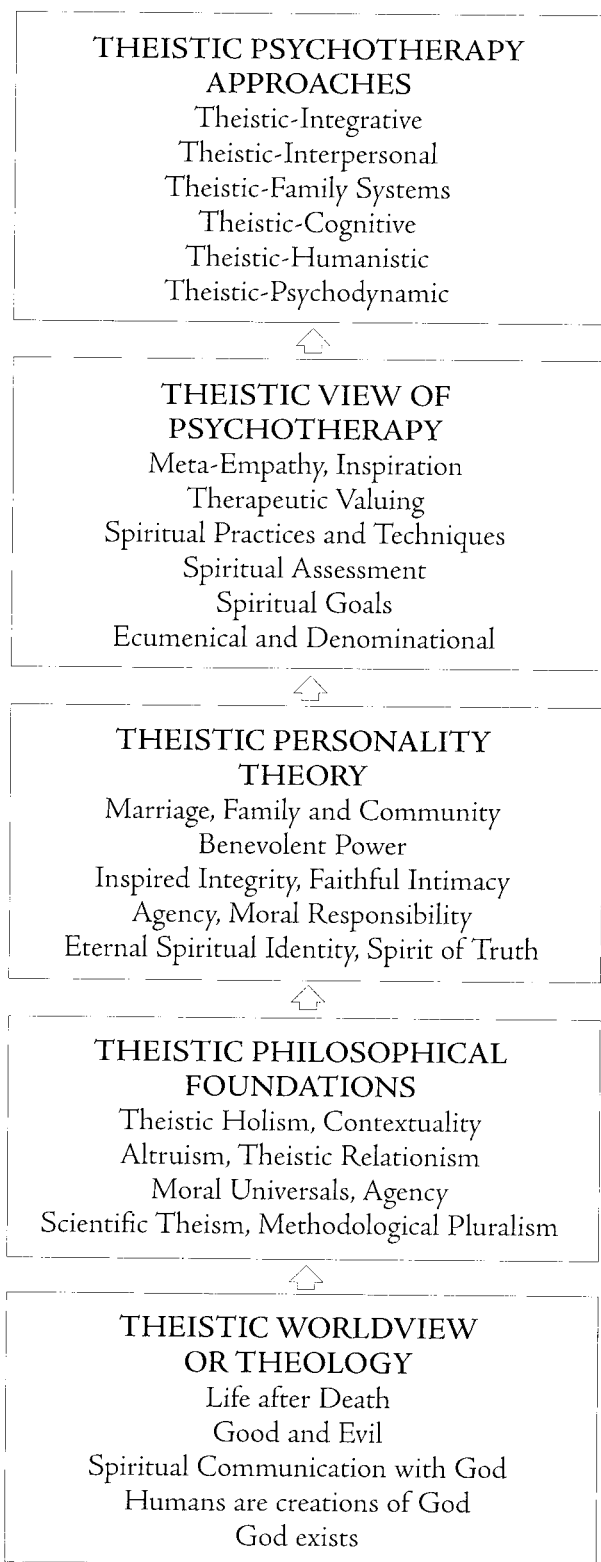 THEISTIC PSYCHOTHERAPY
APPROACHES
Theistic-Integrative
Theistic-Interpersonal
Theistic-Family Systems
Theistic-Cognitive
Theistic-Humanistic
Theistic-Psychodynamic
THEISTIC VIEW OF
PSYCHOTHERAPY
Meta-Empathy, Inspiration
Therapeutic Valuing
Spiritual Practices and Techniques
Spiritual Assessment
Spiritual Goals
Ecumenical and Denominational
THEISTIC PERSONALITY
THEORY
Marriage, Family and Community
Benevolent Power
Inspired Integrity, Faithful Intimacy
Agency, Moral Responsibility
Eternal Spiritual Identity, Spirit of Truth
THEISTIC PHILOSOPHICAL
FOUNDATIONS
Theistic Holism, Contextuality
Altruism, Theistic Relationism
Moral Universals, Agency
Scientific Theism, Methodological Pluralism
THEISTIC WORLDVIEW
OR THEOLOGY
Life after Death
Good and Evil
Spiritual Communication with God
Humans are creations of God
God exists